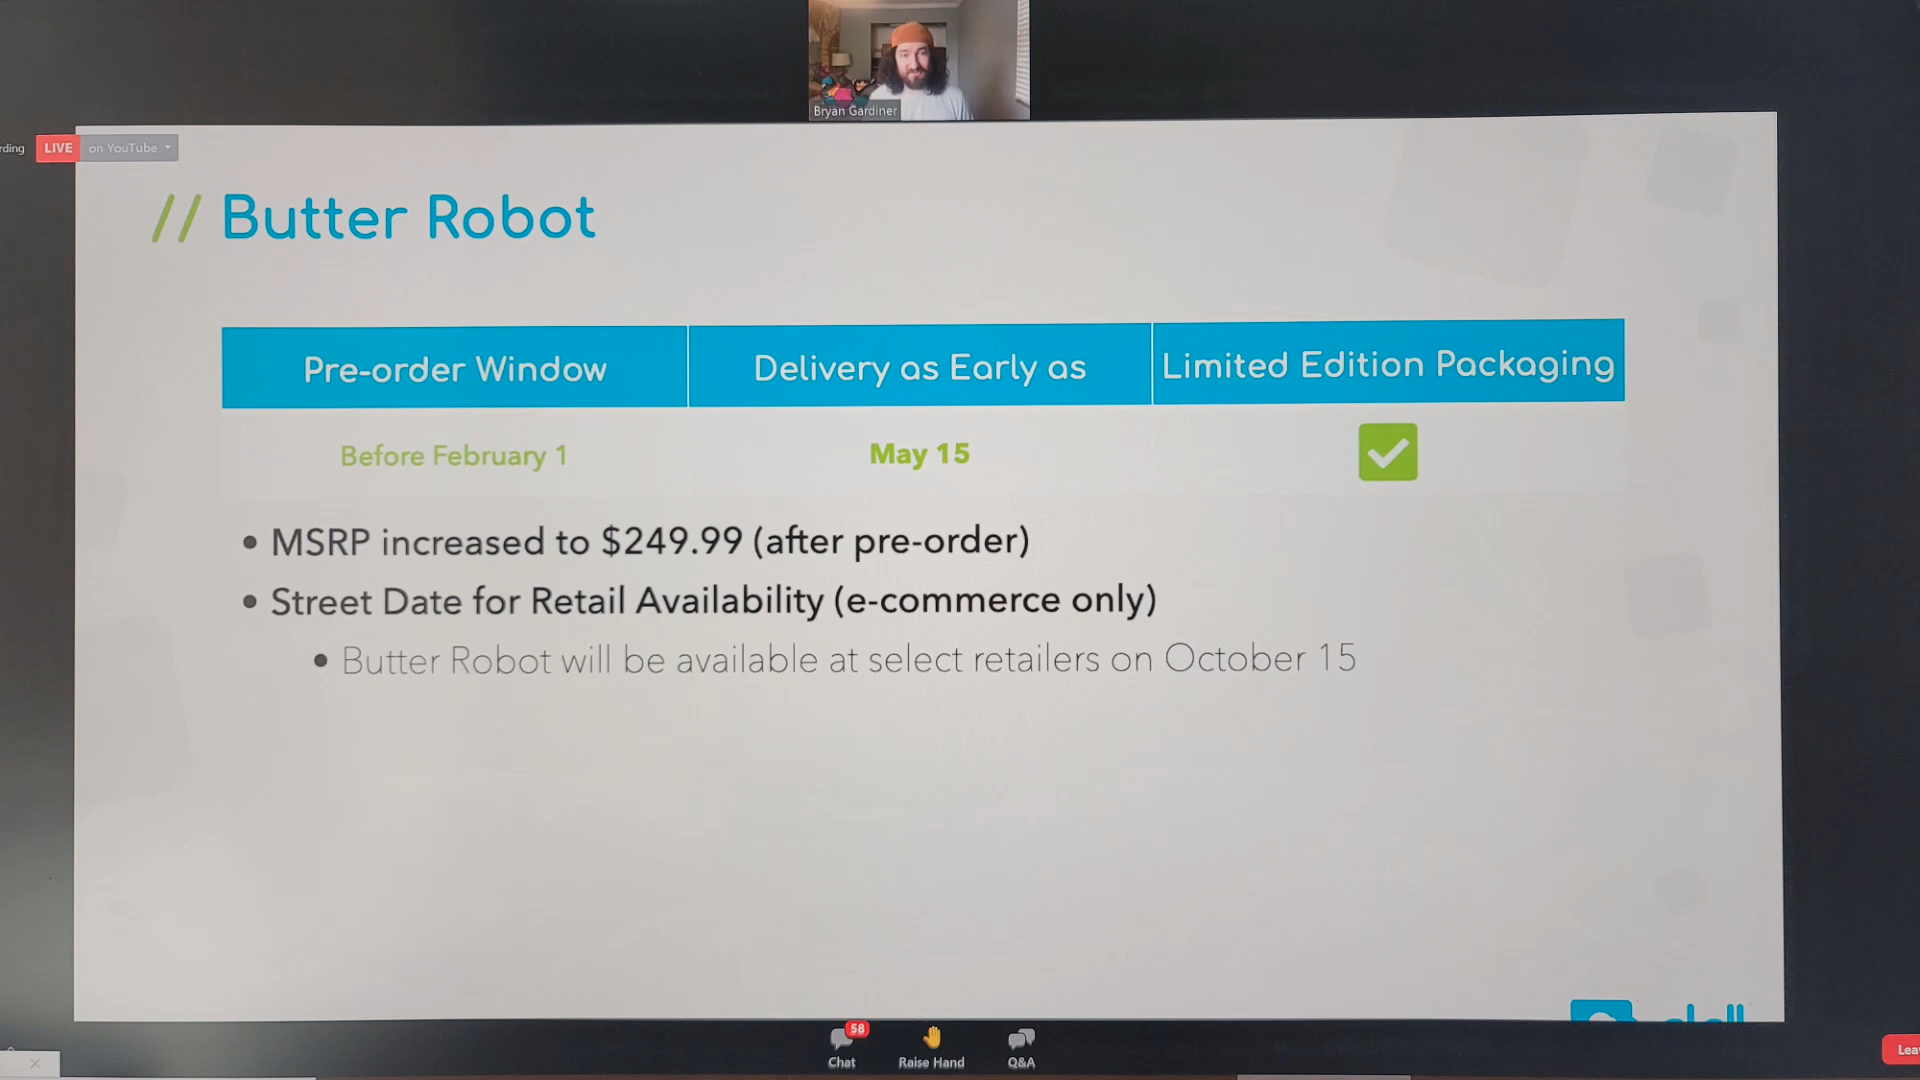 Bryan Gardiner
rding
LIVE on YouTube
// Butter Robot
Pre-order Window Delivery as Early as Limited Edition Packaging
Before February 1 May 15
• MSRP increased to $249.99 (after pre-order)
• Street Date for Retail Availability (e-commerce only)
• Butter Robot will be available at select retailers on October 15
58
Chat Raise Hand Q&A
Lea